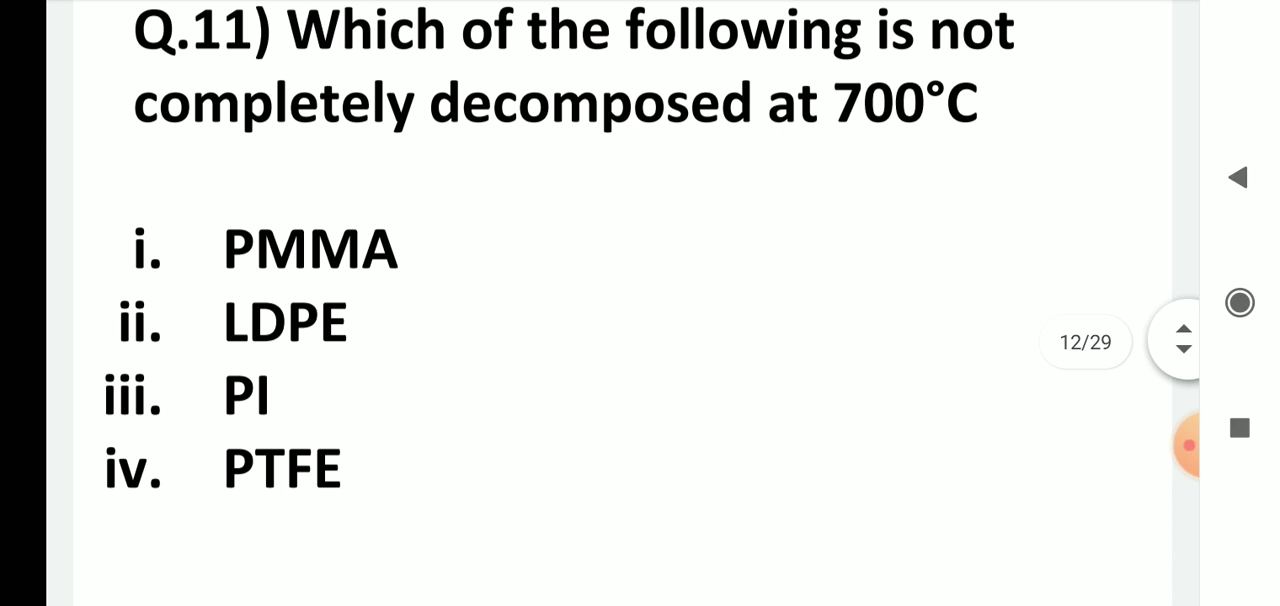 Q.11) Which of the following is not
completely decomposed at 700°C
i. PMMA
ii. LDPE
iii. PI
iv. PTFE
12/29